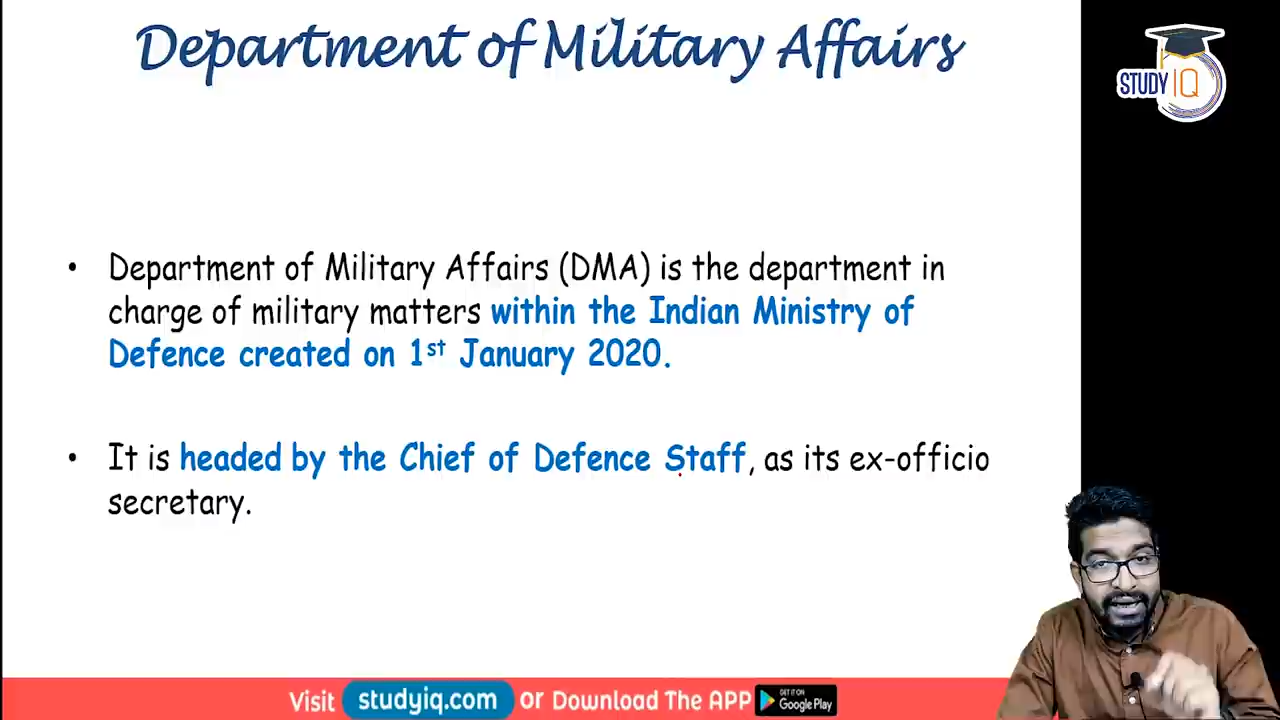 Department of Military Affairs
STUDY IQ
• Department of Military Affairs (DMA) is the department in
charge of military matters within the Indian Ministry of
Defence created on 1st January 2020.
• It is headed by the Chief of Defence Staff, as its ex-officio
secretary.
Visit studyiq.com or Download The APP GET IT ON Google Play